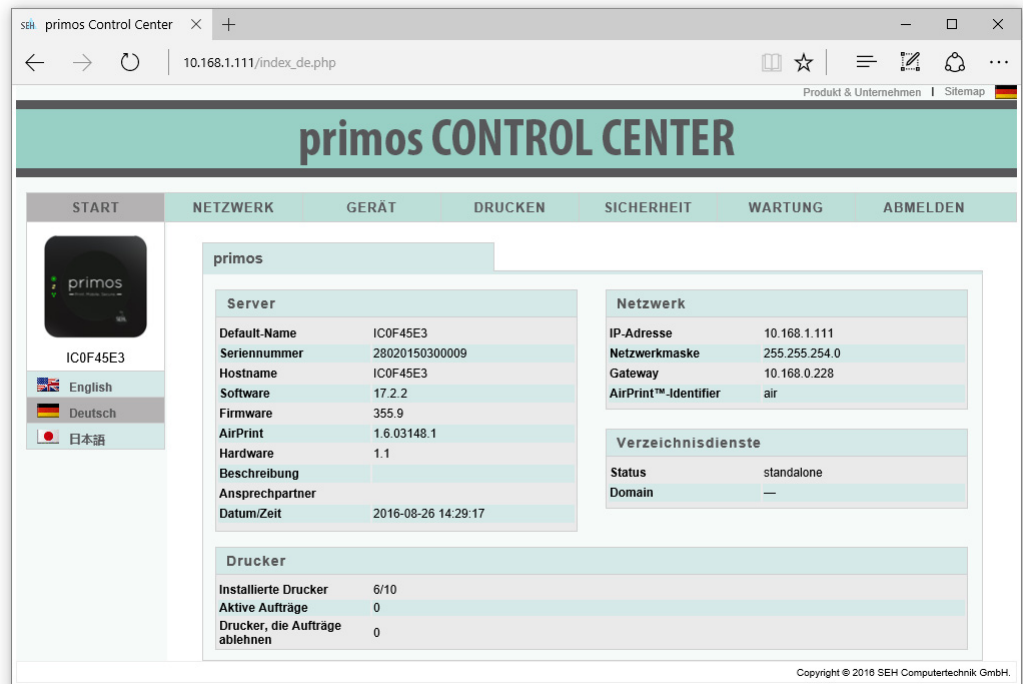 SEH primos Control Center
10.168.1.111/index_de.php
Produkt & Unternehmen | Sitemap
primos CONTROL CENTER
START NETZWERK GERÄT DRUCKEN SICHERHEIT WARTUNG ABMELDEN
primos
IC0F45E3
English
Deutsch
日本語
primos
Server
Default-Name IC0F45E3
Seriennummer 28020150300009
Hostname IC0F45E3
Software 17.2.2
Firmware 355.9
AirPrint 1.6.03148.1
Hardware 1.1
Beschreibung
Ansprechpartner
Datum/Zeit 2016-08-26 14:29:17
Netzwerk
IP-Adresse 10.168.1.111
Netzwerkmaske 255.255.254.0
Gateway 10.168.0.228
AirPrint™-Identifier air
Verzeichnisdienste
Status standalone
Domain —
Drucker
Installierte Drucker 6/10
Aktive Aufträge 0
Drucker, die Aufträge
ablehnen 0
Copyright © 2016 SEH Computertechnik GmbH.